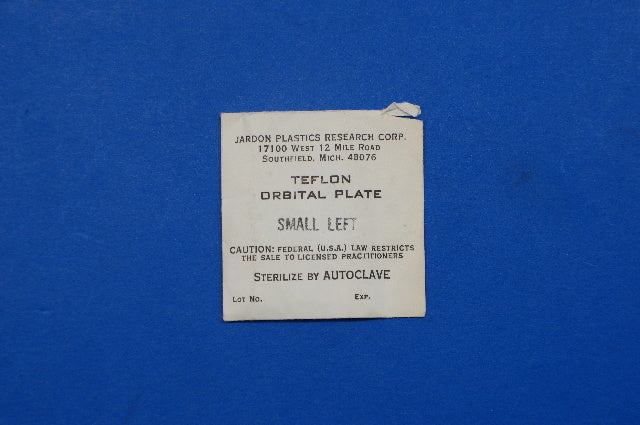 JARDON PLASTICS RESEARCH CORP.
17100 WEST 12 MILE ROAD
SOUTHFIELD, MICH. 48076
TEFLON
ORBITAL PLATE
SMALL LEFT
CAUTION: FEDERAL (U.S.A.) LAW RESTRICTS
THE SALE TO LICENSED PRACTITIONERS
STERILIZE BY AUTOCLAVE
LOT NO. EXP.